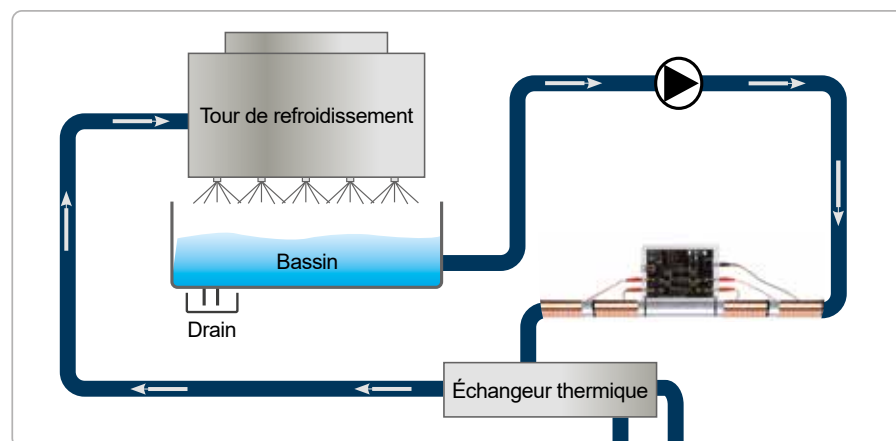 Tour de refroidissement
Bassin
Drain
Échangeur thermique